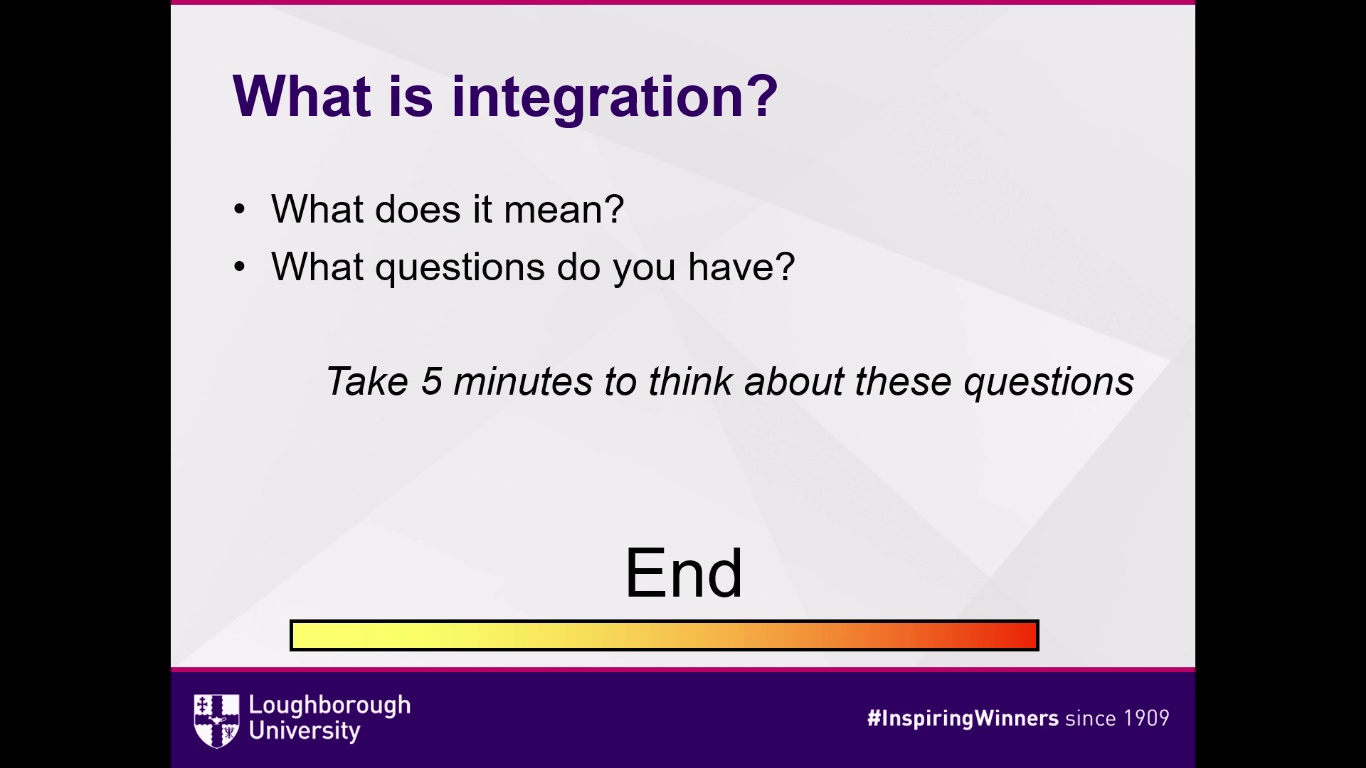 What is integration?
• What does it mean?
• What questions do you have?
Take 5 minutes to think about these questions
End
Loughborough
University
#InspiringWinners since 1909